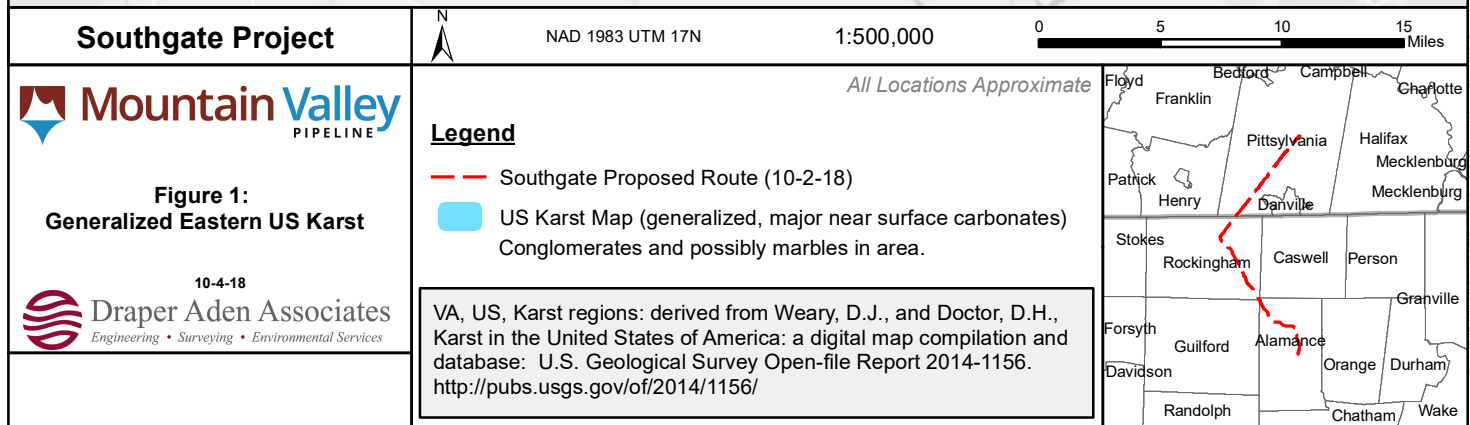 Southgate Project
N
NAD 1983 UTM 17N
1:500,000
0 5 10 15
Miles
Mountain Valley
PIPELINE
Figure 1:
Generalized Eastern US Karst
10-4-18
Draper Aden Associates
Engineering • Surveying • Environmental Services
All Locations Approximate
Legend
Southgate Proposed Route (10-2-18)
US Karst Map (generalized, major near surface carbonates)
Conglomerates and possibly marbles in area.
VA, US, Karst regions: derived from Weary, D.J., and Doctor, D.H.,
Karst in the United States of America: a digital map compilation and
database: U.S. Geological Survey Open-file Report 2014-1156.
http://pubs.usgs.gov/of/2014/1156/
Floyd
Bedford
Campbell
Charlotte
Franklin
Pittsylvania
Halifax
Mecklenburg
Patrick
Henry
Danville
Mecklenburg
Stokes
Rockingham
Caswell
Person
Granville
Forsyth
Guilford
Alamance
Orange
Durham
Davidson
Randolph
Chatham
Wake